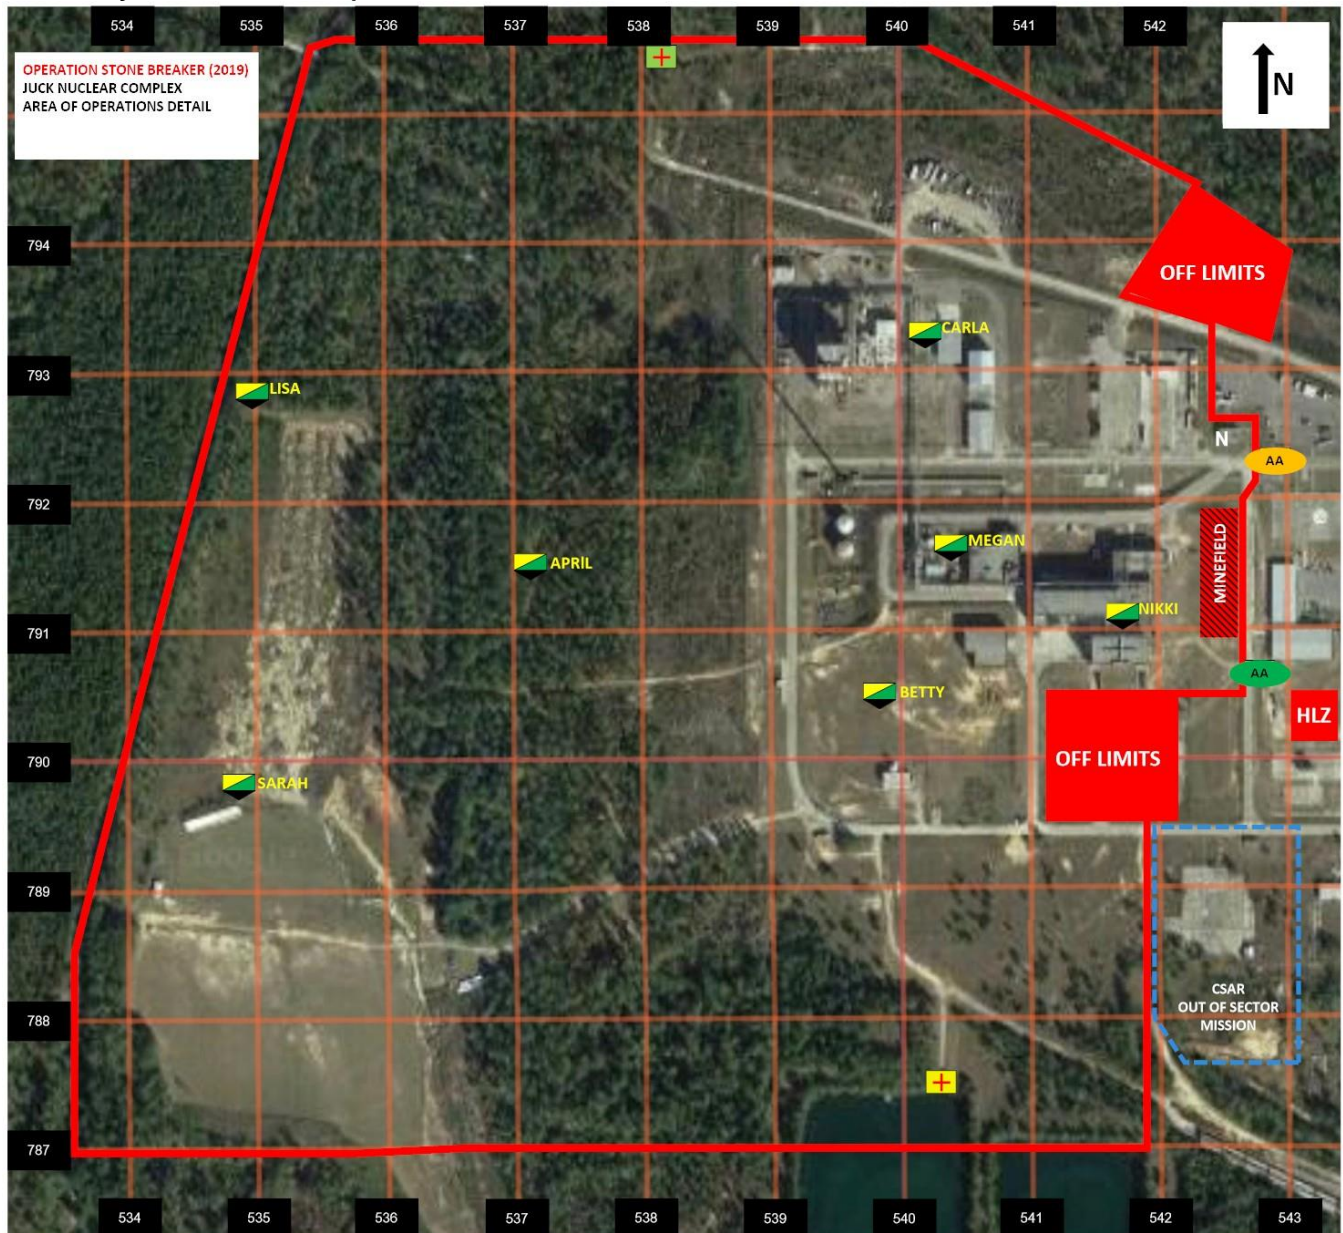 534 535 536 537 538 539 540 541 542
OPERATION STONE BREAKER (2019)
JUCK NUCLEAR COMPLEX
AREA OF OPERATIONS DETAIL
N
794
OFF LIMITS
CARLA
793
LISA
N
AA
792
MEGAN
MINEFIELD
APRIL
NIKKI
791
AA
BETTY
HLZ
790
OFF LIMITS
SARAH
789
CSAR
OUT OF SECTOR
MISSION
788
787
534 535 536 537 538 539 540 541 542 543